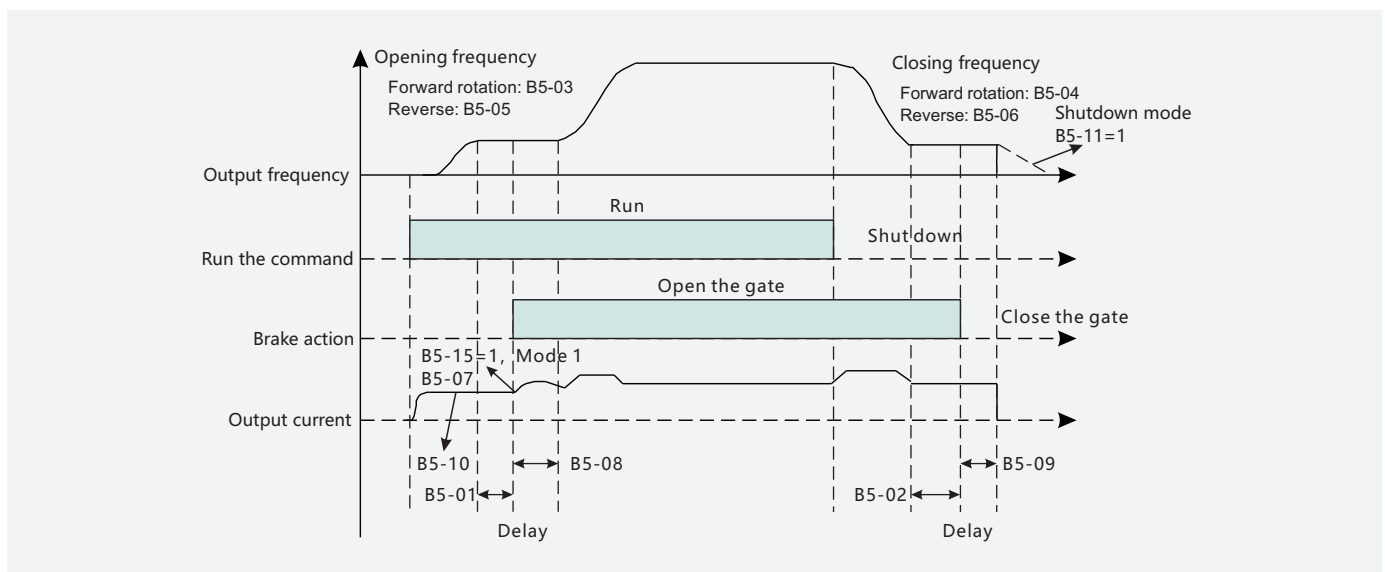 Opening frequency
Forward rotation: B5-03
Reverse: B5-05
Closing frequency
Forward rotation: B5-04
Reverse: B5-06
Shutdown mode
B5-11=1
Output frequency
Run
Shut down
Run the command
Open the gate
Close the gate
Brake action
B5-15=1, Mode 1
B5-07
Output current
B5-10
B5-08
B5-09
B5-01
B5-02
Delay
Delay